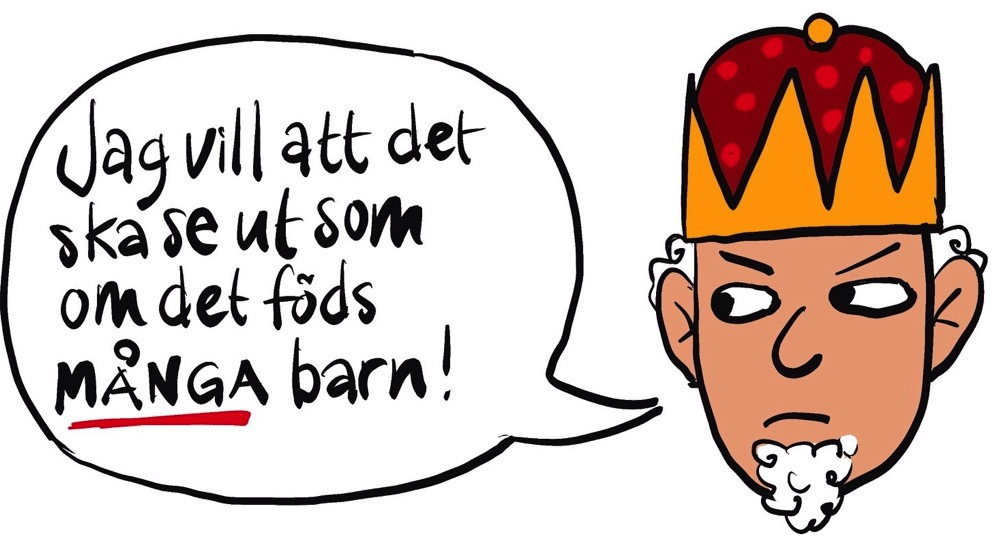 Jag vill att det
ska se ut som
om det föds
MÅNGA barn!